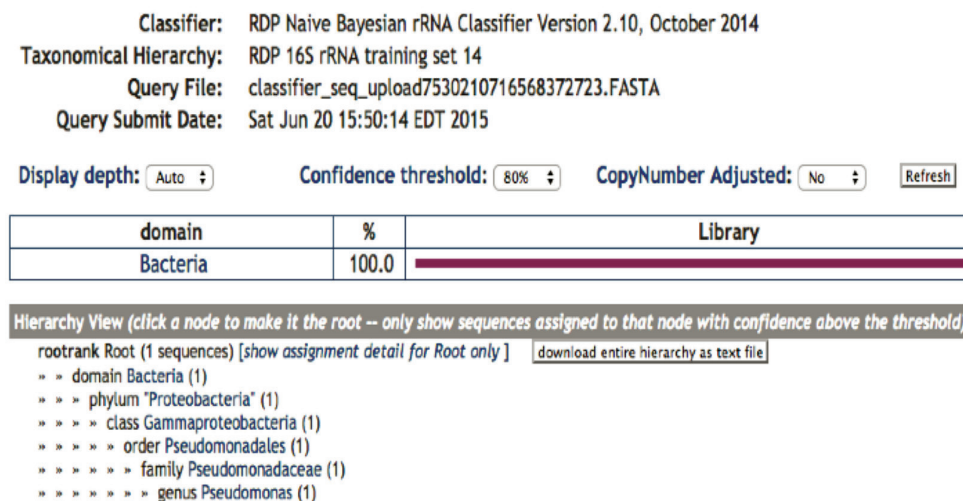 Classifier: RDP Naive Bayesian rRNA Classifier Version 2.10, October 2014
Taxonomical Hierarchy: RDP 16S rRNA training set 14
Query File: classifier_seq_upload7530210716568372723.FASTA
Query Submit Date: Sat Jun 20 15:50:14 EDT 2015
Display depth: Auto Confidence threshold: 80% CopyNumber Adjusted: No Refresh
domain % Library
Bacteria 100.0
Hierarchy View (click a node to make it the root -- only show sequences assigned to that node with confidence above the threshold)
rootrank Root (1 sequences) [show assignment detail for Root only ] download entire hierarchy as text file
» » domain Bacteria (1)
» » » phylum "Proteobacteria" (1)
» » » » class Gammaproteobacteria (1)
» » » » » order Pseudomonadales (1)
» » » » » » family Pseudomonadaceae (1)
» » » » » » » genus Pseudomonas (1)